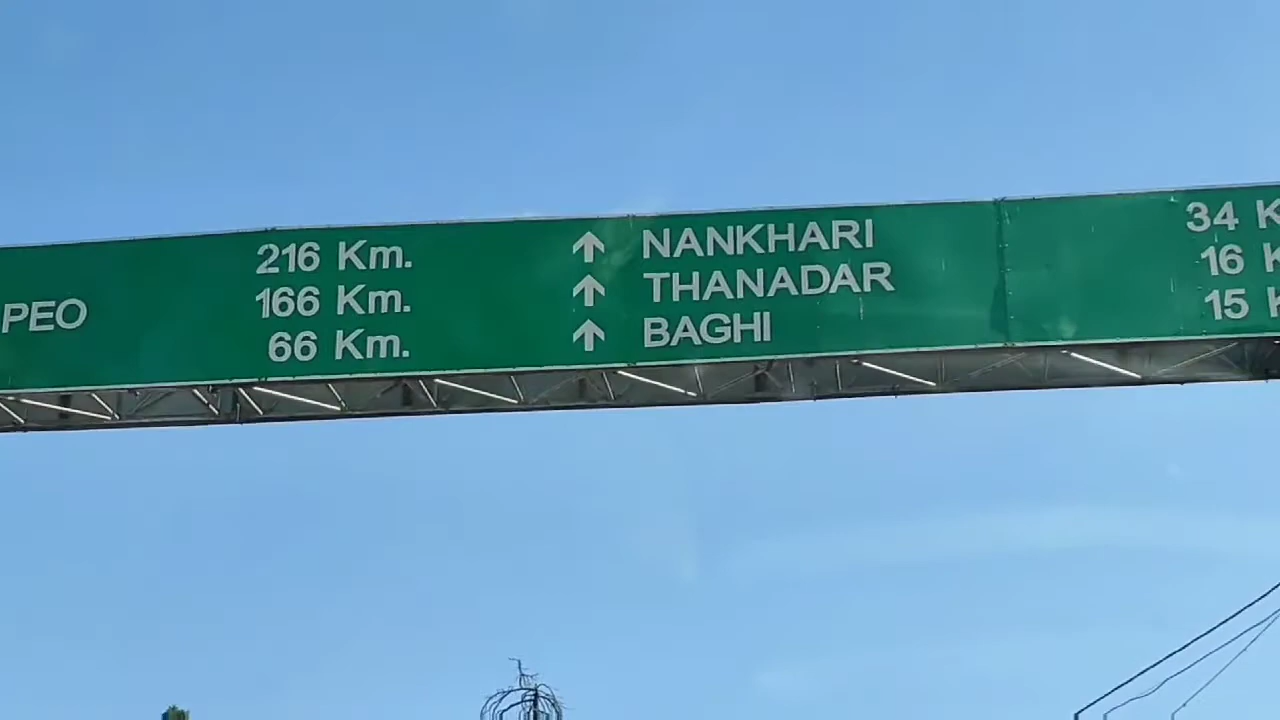 216 Km.
PEO 166 Km.
66 Km.
↑ NANKHARI 34 K
↑ THANADAR 16 K
↑ BAGHI 15 K